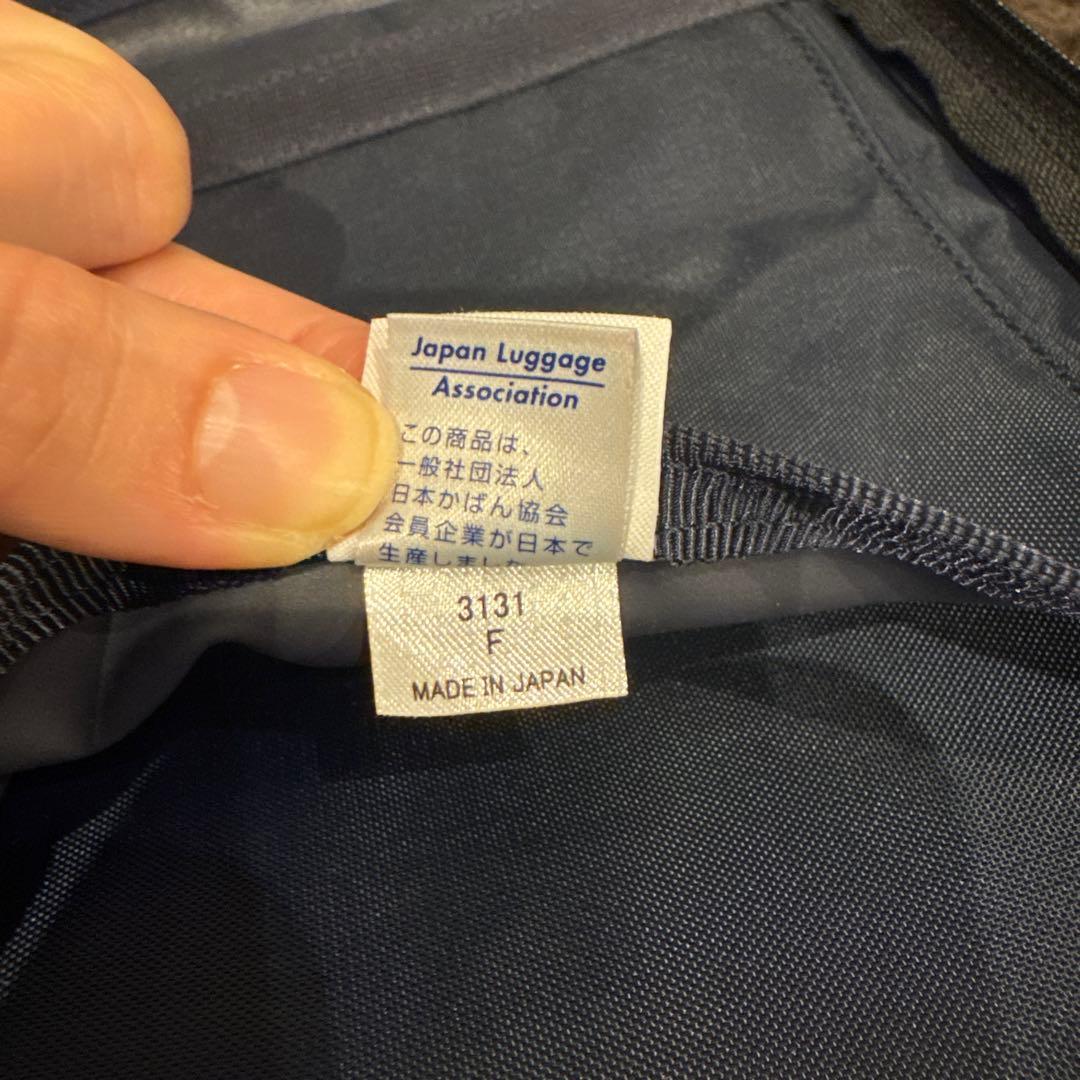 Japan Luggage
Association
この商品は、
一般社団法人
日本かばん協会
会員企業が日本で
生産しました
3131
F
MADE IN JAPAN